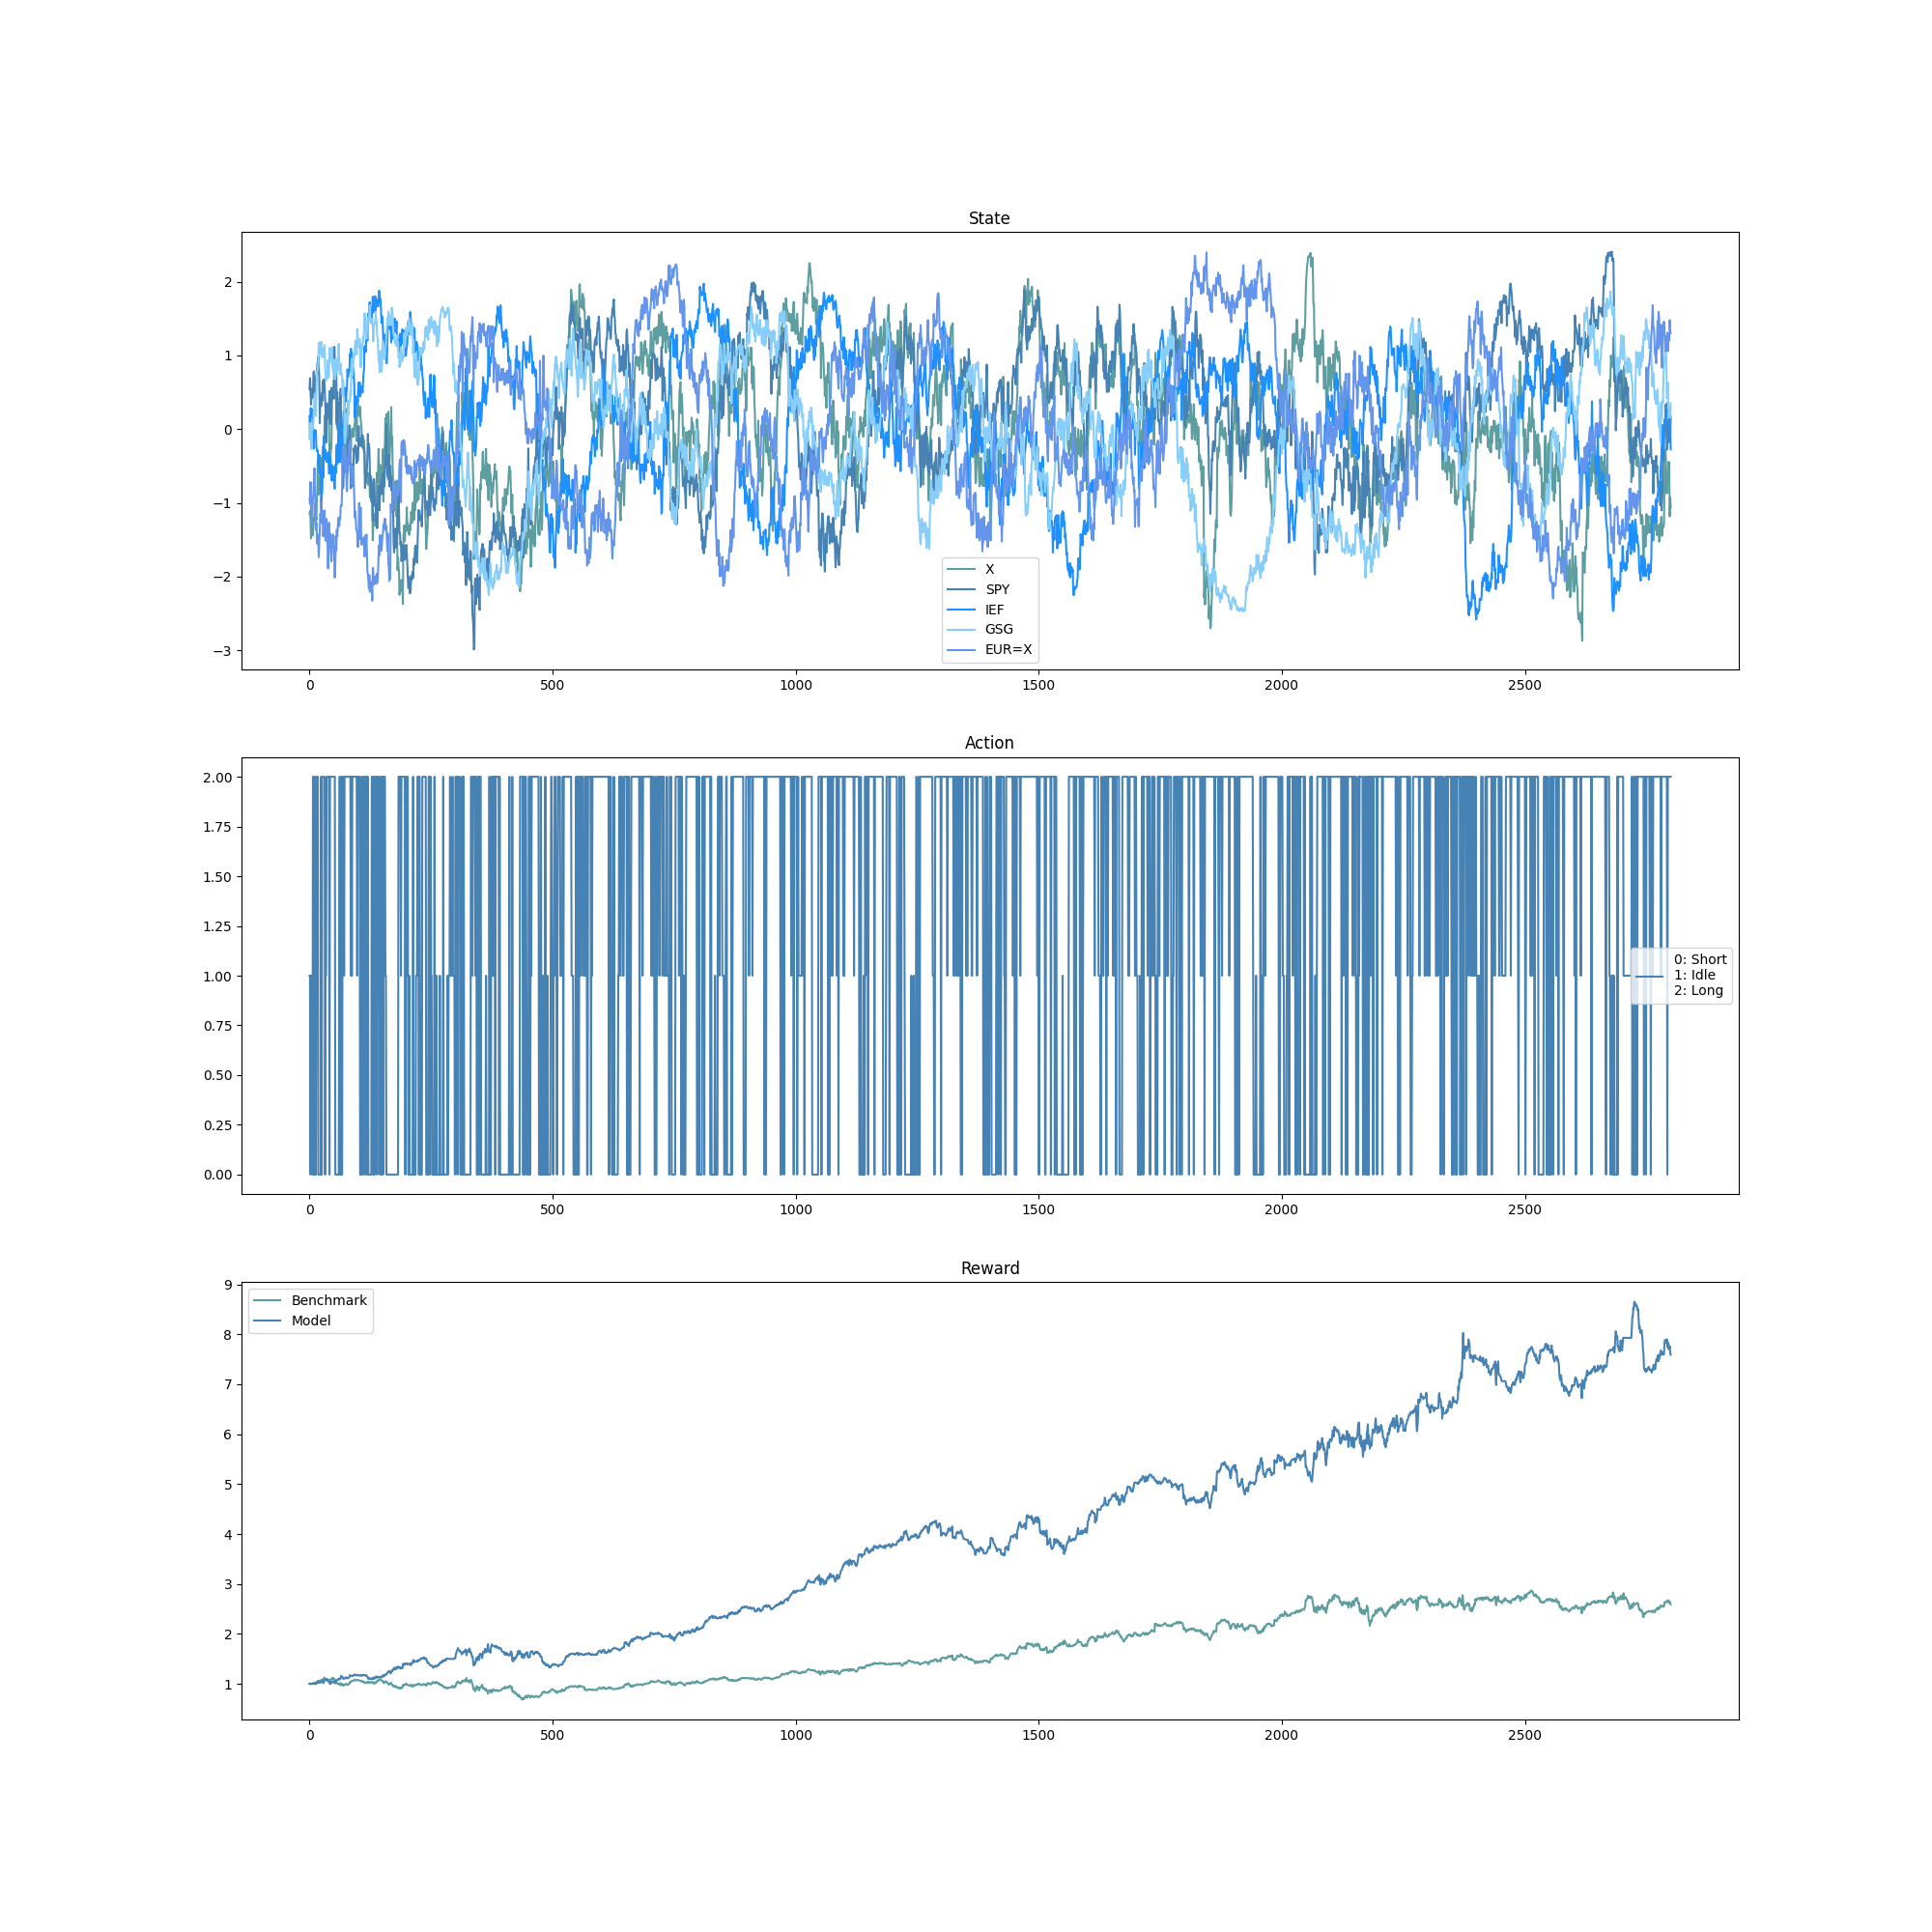 State
2
1
0
−1
−2
−3
X
SPY
IEF
GSG
EUR=X
0 500 1000 1500 2000 2500
Action
2.00
1.75
1.50
1.25
1.00
0.75
0.50
0.25
0.00
0: Short
1: Idle
2: Long
0 500 1000 1500 2000 2500
Reward
9
8
7
6
5
4
3
2
1
Benchmark
Model
0 500 1000 1500 2000 2500